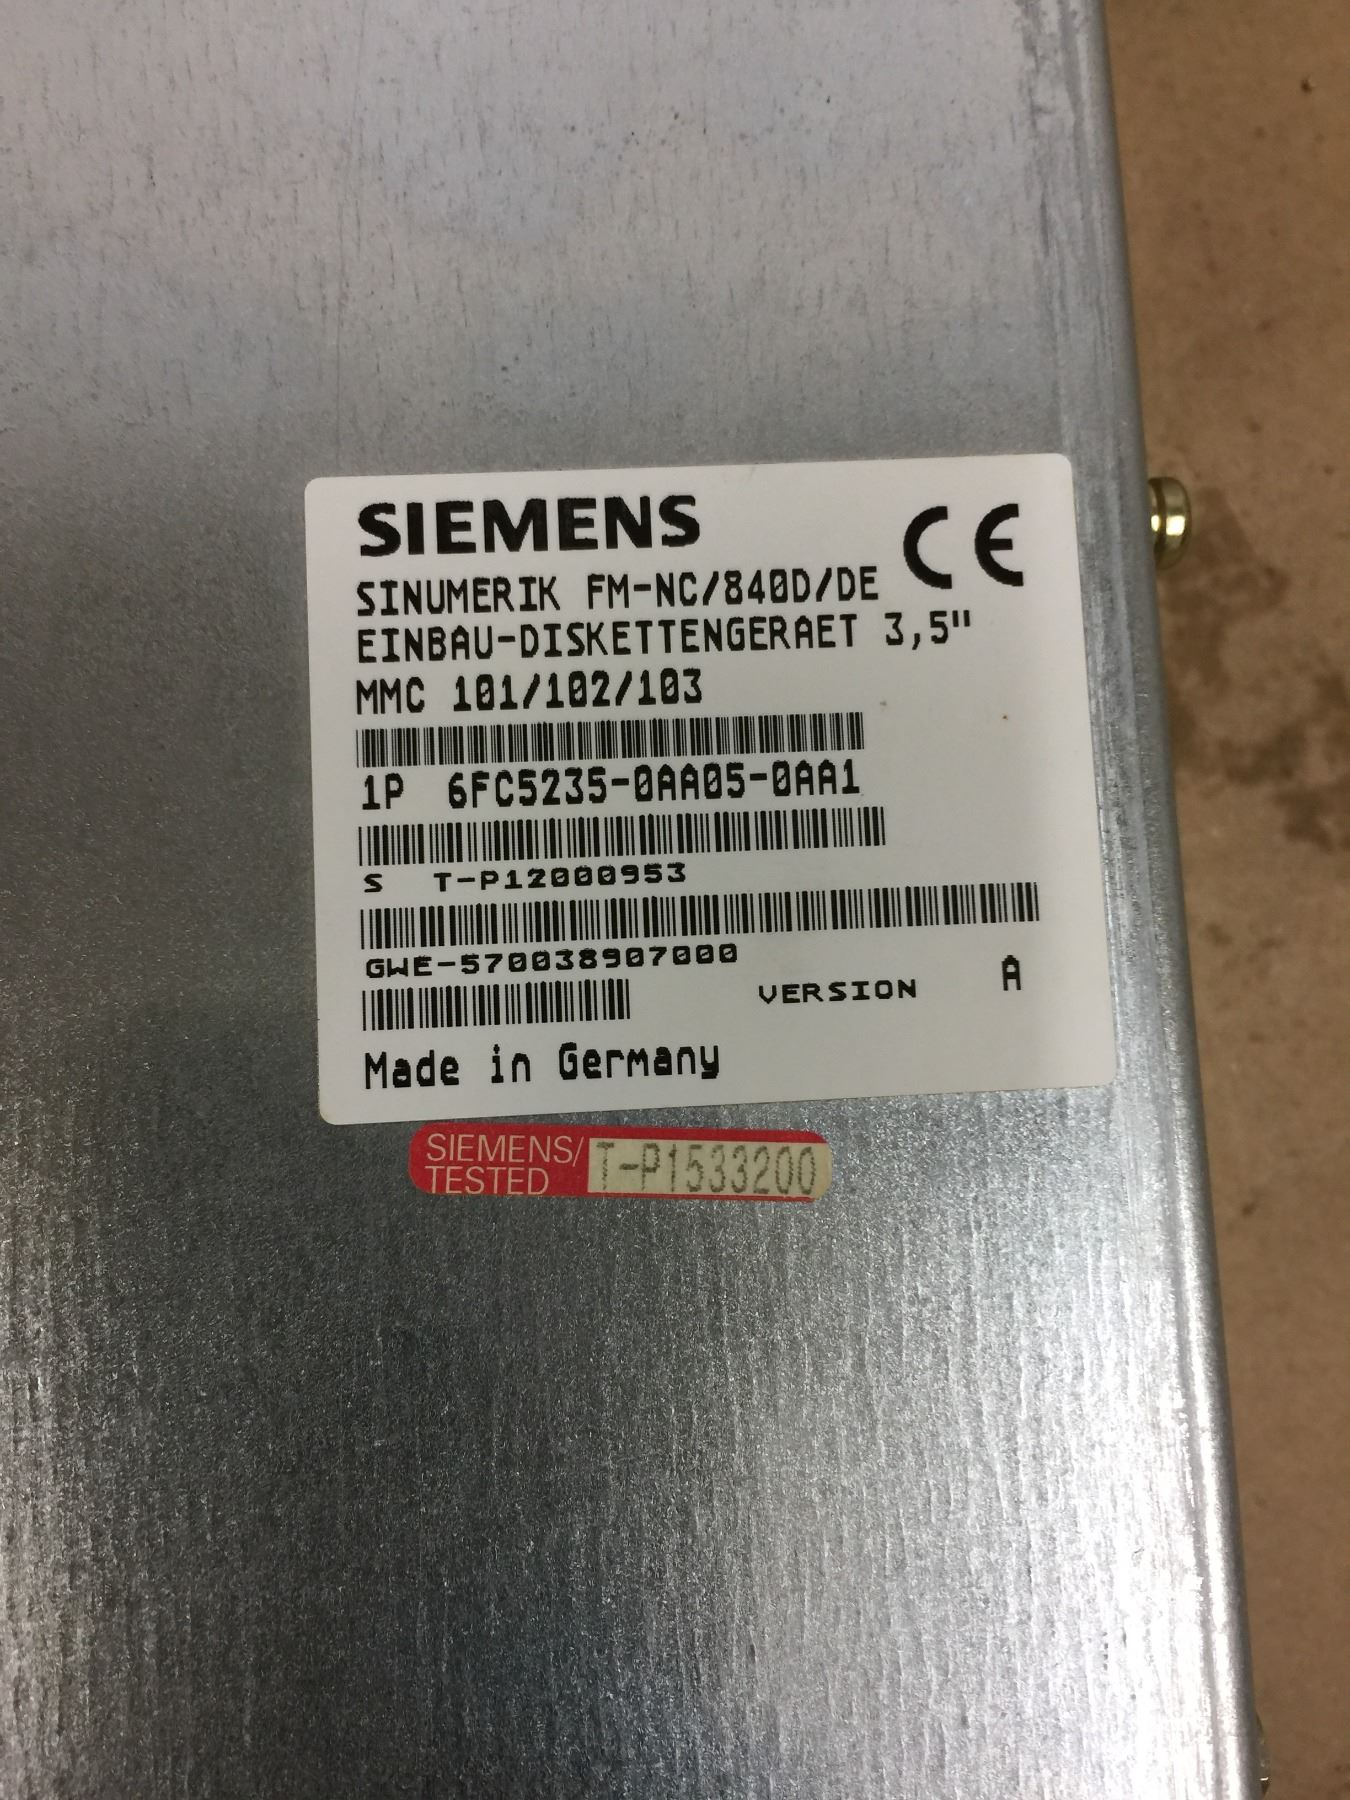 SIEMENS
CE
SINUMERIK FM-NC/840D/DE
EINBAU-DISKETTENGERAET 3,5"
MMC 101/102/103
1P 6FC5235-0AA05-0AA1
S T-P12000953
GWE-570038907000
VERSION A
Made in Germany
SIEMENS/
TESTED
T-P1533200